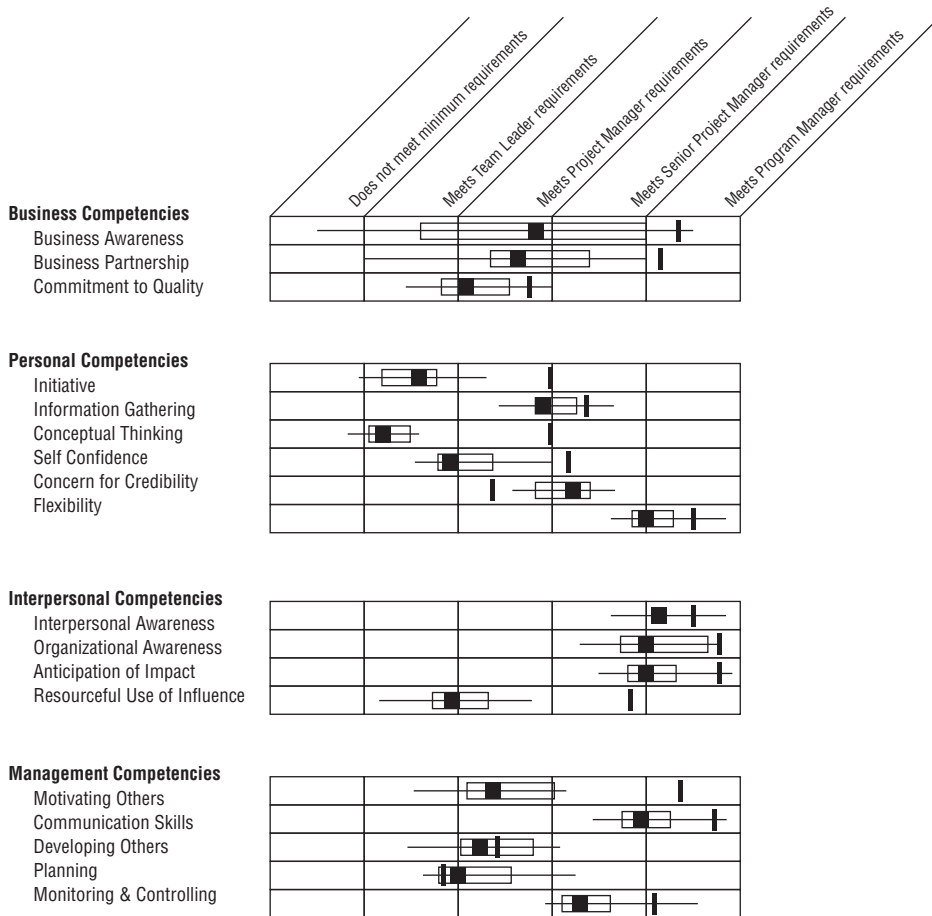 Does not meet minimum requirements
Meets Team Leader requirements
Meets Project Manager requirements
Meets Senior Project Manager requirements
Meets Program Manager requirements
Business Competencies
Business Awareness
Business Partnership
Commitment to Quality
Personal Competencies
Initiative
Information Gathering
Conceptual Thinking
Self Confidence
Concern for Credibility
Flexibility
Interpersonal Competencies
Interpersonal Awareness
Organizational Awareness
Anticipation of Impact
Resourceful Use of Influence
Management Competencies
Motivating Others
Communication Skills
Developing Others
Planning
Monitoring & Controlling